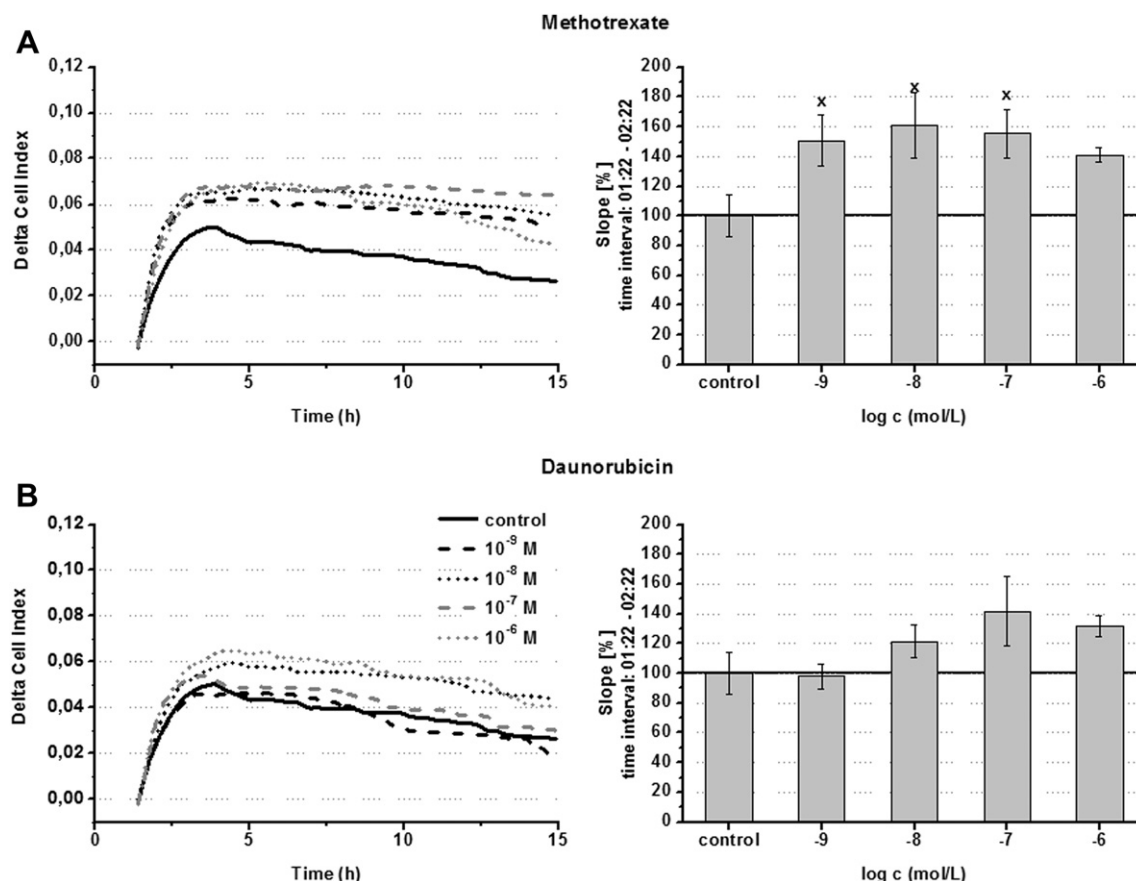 Methotrexate
A
0,12
0,10
0,08
0,06
0,04
0,02
0,00
Delta Cell Index
0 5 10 15
Time (h)
200
180
160
140
120
100
80
60
40
20
0
Slope [%]
time interval: 01:22 - 02:22
x x x
control -9 -8 -7 -6
log c (mol/L)
Daunorubicin
B
0,12
0,10
0,08
0,06
0,04
0,02
0,00
Delta Cell Index
control
10⁻⁹ M
10⁻⁸ M
10⁻⁷ M
10⁻⁶ M
0 5 10 15
Time (h)
200
180
160
140
120
100
80
60
40
20
0
Slope [%]
time interval: 01:22 - 02:22
control -9 -8 -7 -6
log c (mol/L)